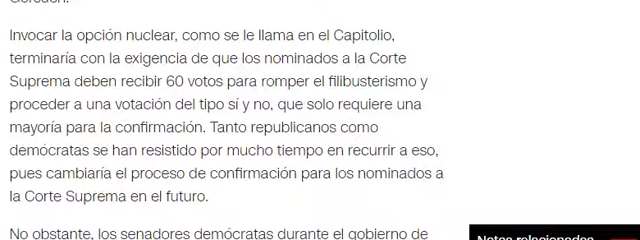 Gorsuch.
Invocar la opción nuclear, como se le llama en el Capitolio,
terminaría con la exigencia de que los nominados a la Corte
Suprema deben recibir 60 votos para romper el filibusterismo y
proceder a una votación del tipo sí y no, que solo requiere una
mayoría para la confirmación. Tanto republicanos como
demócratas se han resistido por mucho tiempo en recurrir a eso,
pues cambiaría el proceso de confirmación para los nominados a
la Corte Suprema en el futuro.
No obstante, los senadores demócratas durante el gobierno de
Notas relacionadas